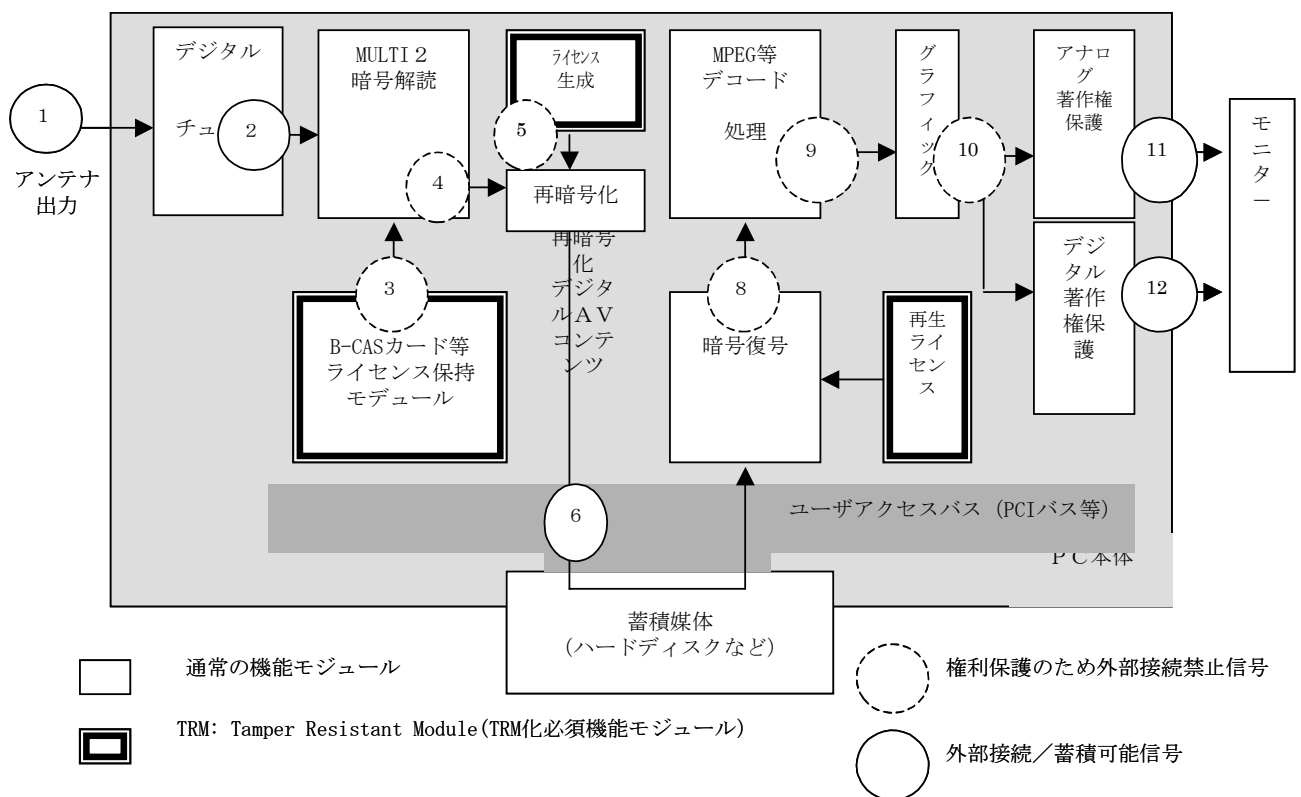 デジタル
チュ
MULTI２
暗号解読
ライセンス
生成
MPEG等
デコード
処理
グラフィック
アナロ
グ
著作権
保護
モニター
1
2
3
4
5
6
8
9
10
11
12
アンテナ
出力
再暗号化
再暗号
化
デジタ
ルＡＶ
コンテ
ンツ
B-CASカード等
ライセンス保持
モデュール
暗号復号
再生
ライ
セン
ス
デジ
タル
著作
権保
護
ユーザアクセスバス（PCIバス等）
ＰＣ本体
蓄積媒体
（ハードディスクなど）
通常の機能モジュール
TRM: Tamper Resistant Module(TRM化必須機能モジュール)
権利保護のため外部接続禁止信号
外部接続／蓄積可能信号